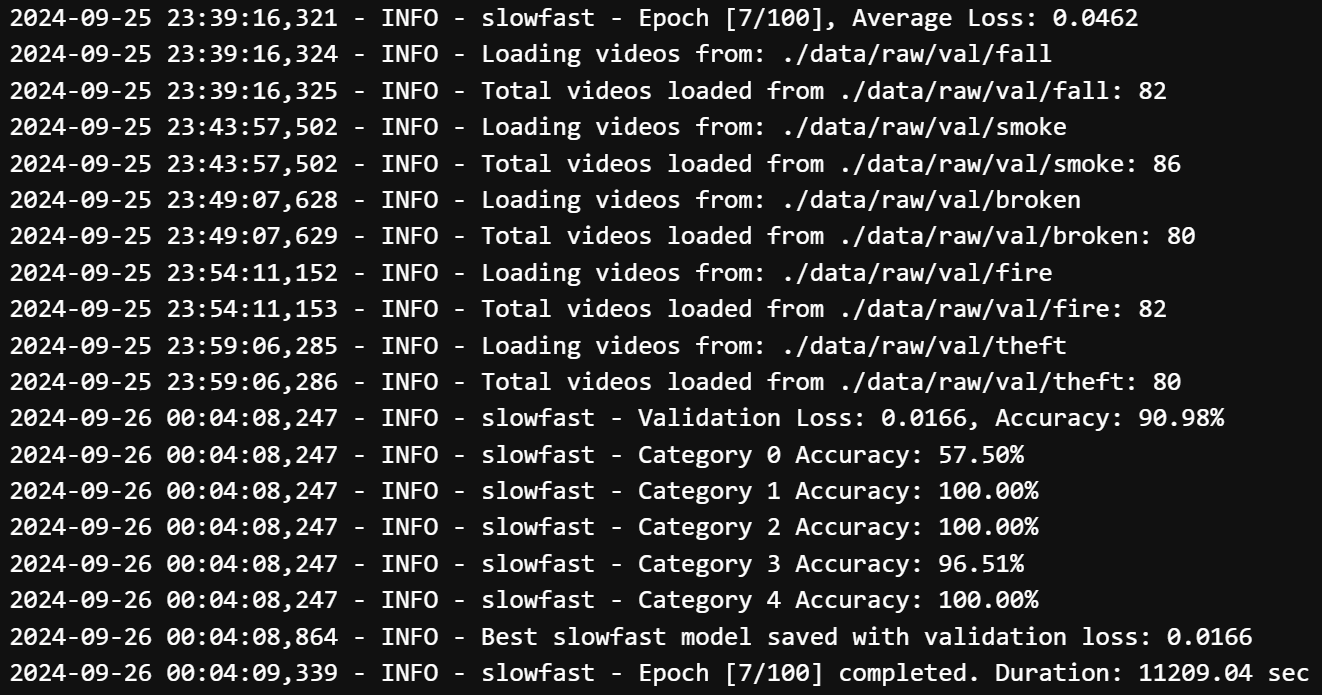 2024-09-25 23:39:16,321 - INFO - slowfast - Epoch [7/100], Average Loss: 0.0462
2024-09-25 23:39:16,324 - INFO - Loading videos from: ./data/raw/val/fall
2024-09-25 23:39:16,325 - INFO - Total videos loaded from ./data/raw/val/fall: 82
2024-09-25 23:43:57,502 - INFO - Loading videos from: ./data/raw/val/smoke
2024-09-25 23:43:57,502 - INFO - Total videos loaded from ./data/raw/val/smoke: 86
2024-09-25 23:49:07,628 - INFO - Loading videos from: ./data/raw/val/broken
2024-09-25 23:49:07,629 - INFO - Total videos loaded from ./data/raw/val/broken: 80
2024-09-25 23:54:11,152 - INFO - Loading videos from: ./data/raw/val/fire
2024-09-25 23:54:11,153 - INFO - Total videos loaded from ./data/raw/val/fire: 82
2024-09-25 23:59:06,285 - INFO - Loading videos from: ./data/raw/val/theft
2024-09-25 23:59:06,286 - INFO - Total videos loaded from ./data/raw/val/theft: 80
2024-09-26 00:04:08,247 - INFO - slowfast - Validation Loss: 0.0166, Accuracy: 90.98%
2024-09-26 00:04:08,247 - INFO - slowfast - Category 0 Accuracy: 57.50%
2024-09-26 00:04:08,247 - INFO - slowfast - Category 1 Accuracy: 100.00%
2024-09-26 00:04:08,247 - INFO - slowfast - Category 2 Accuracy: 100.00%
2024-09-26 00:04:08,247 - INFO - slowfast - Category 3 Accuracy: 96.51%
2024-09-26 00:04:08,247 - INFO - slowfast - Category 4 Accuracy: 100.00%
2024-09-26 00:04:08,864 - INFO - Best slowfast model saved with validation loss: 0.0166
2024-09-26 00:04:09,339 - INFO - slowfast - Epoch [7/100] completed. Duration: 11209.04 sec